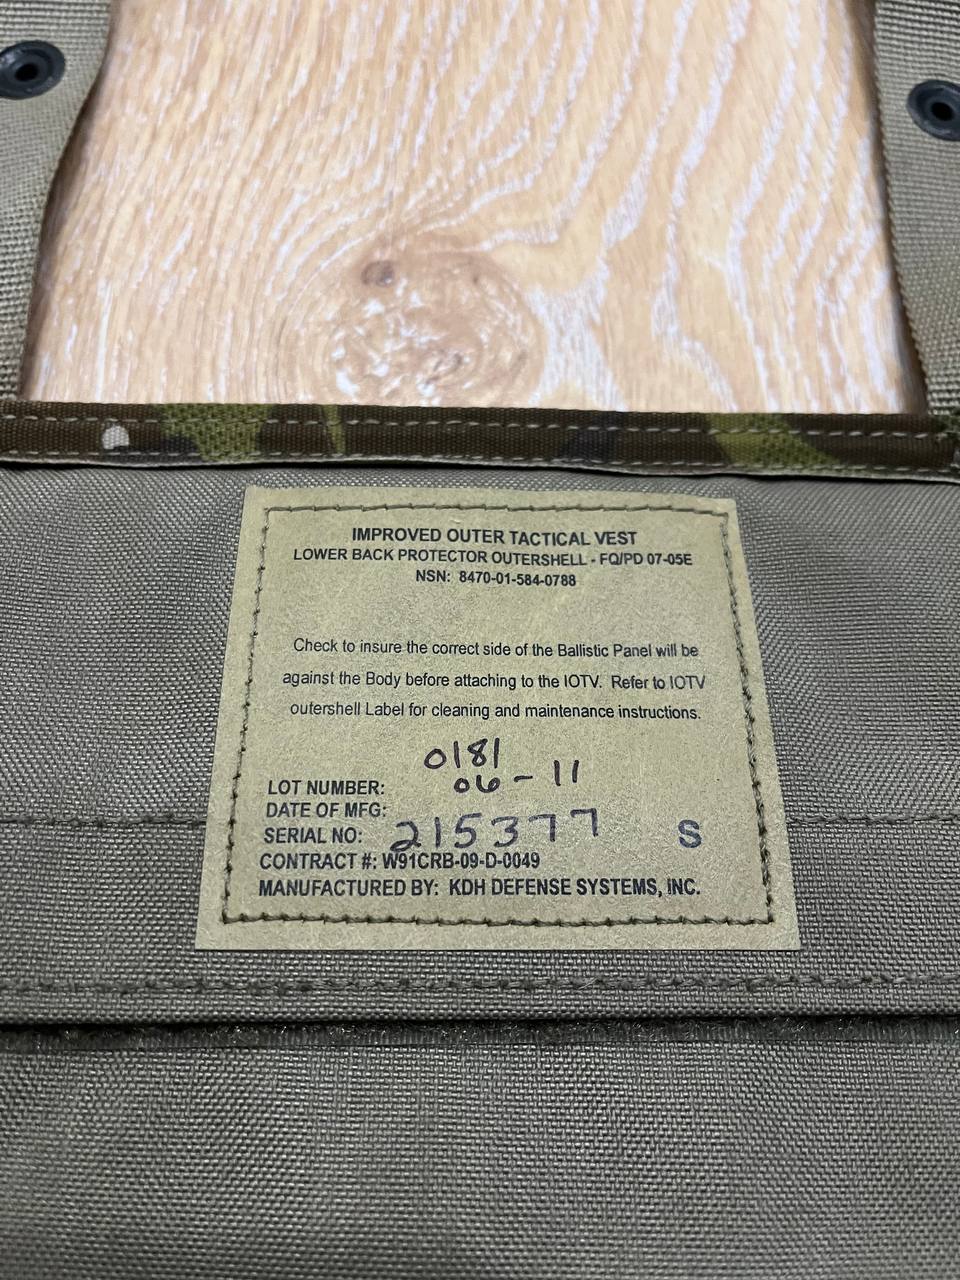 IMPROVED OUTER TACTICAL VEST
LOWER BACK PROTECTOR OUTERSHELL - FQ/PD 07-05E
NSN: 8470-01-584-0788
Check to insure the correct side of the Ballistic Panel will be
against the Body before attaching to the IOTV. Refer to IOTV
outershell Label for cleaning and maintenance instructions.
LOT NUMBER: 0181
DATE OF MFG: 06-11
SERIAL NO: 215377 S
CONTRACT #: W91CRB-09-D-0049
MANUFACTURED BY: KDH DEFENSE SYSTEMS, INC.